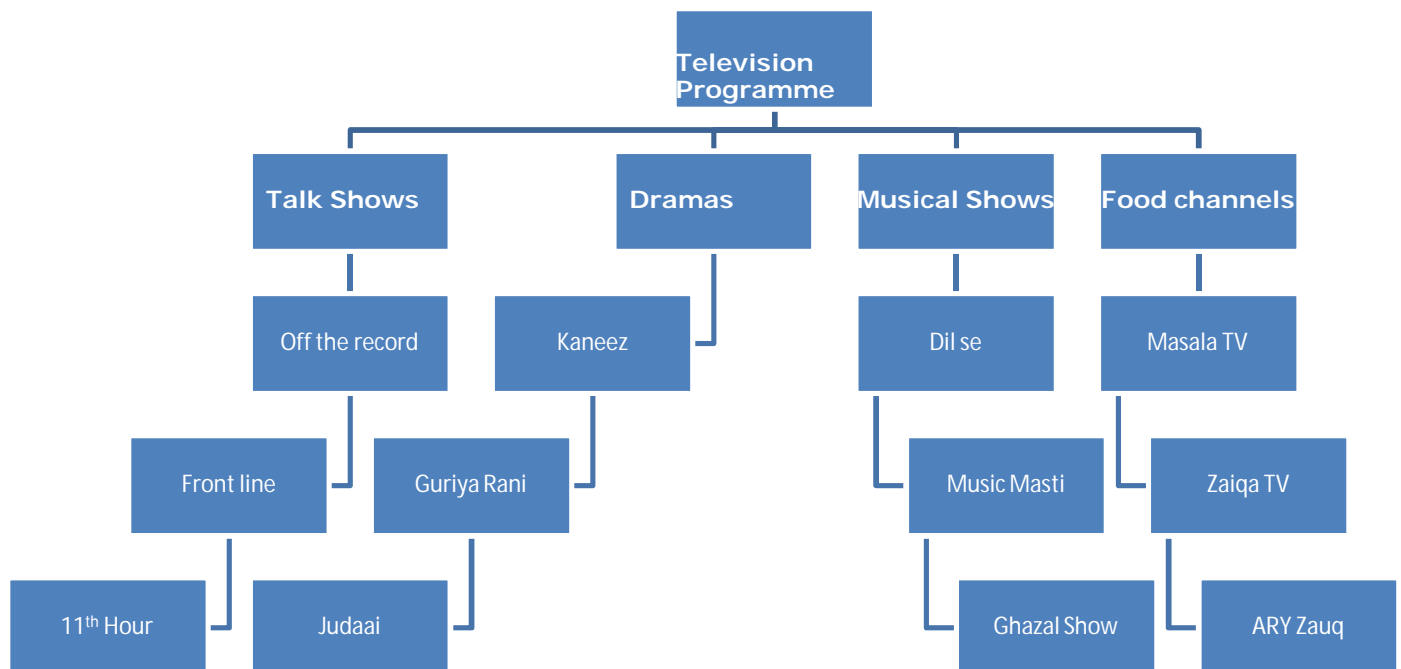 Television
Programme
Talk Shows
Dramas
Musical Shows
Food channels
Off the record
Kaneez
Dil se
Masala TV
Front line
Guriya Rani
Music Masti
Zaiqa TV
11th Hour
Judaai
Ghazal Show
ARY Zauq